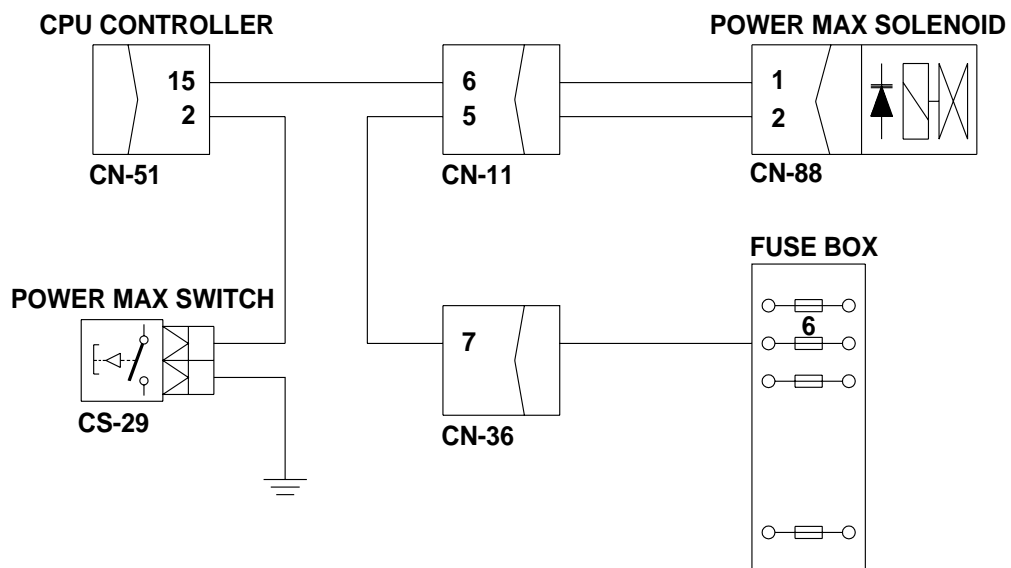 CPU CONTROLLER
POWER MAX SOLENOID
15
6
1
2
5
2
CN-51
CN-11
CN-88
FUSE BOX
POWER MAX SWITCH
6
7
CS-29
CN-36